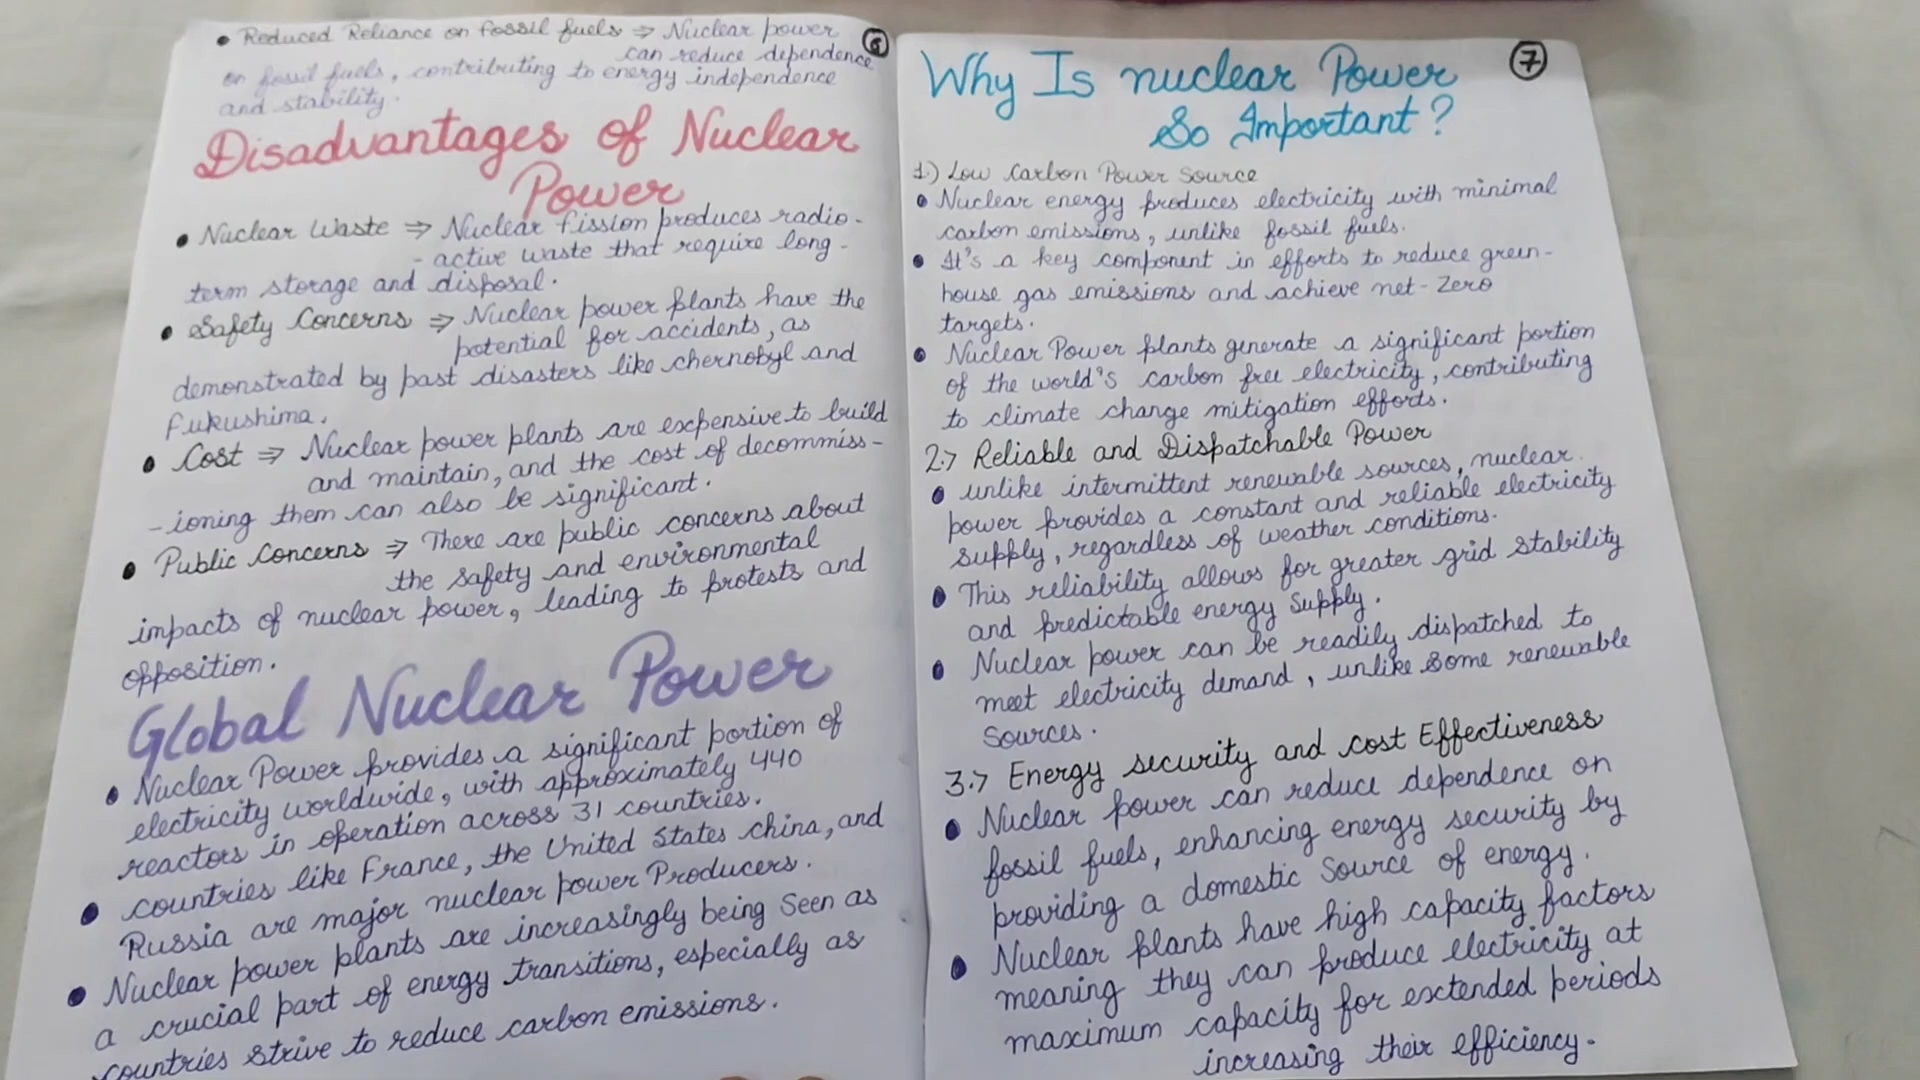 • Reduced Reliance on fossil fuels ⇒ Nuclear power
can reduce dependence
on fossil fuels, contributing to energy independence
and stability.
6
Disadvantages of Nuclear
Power
• Nuclear Waste ⇒ Nuclear fission produces radio-
- active waste that require long-
term storage and disposal.
• Safety Concerns ⇒ Nuclear power plants have the
potential for accidents, as
demonstrated by past disasters like chernobyl and
fukushima.
• Cost ⇒ Nuclear power plants are expensive to build
and maintain, and the cost of decommiss-
-ioning them can also be significant.
• Public Concerns ⇒ There are public concerns about
the safety and environmental
impacts of nuclear power, leading to protests and
opposition.
Global Nuclear Power
• Nuclear Power provides a significant portion of
electricity worldwide, with approximately 440
reactors in operation across 31 countries.
• countries like France, the United States china, and
Russia are major nuclear power Producers.
• Nuclear power plants are increasingly being Seen as
a crucial part of energy transitions, especially as
countries strive to reduce carbon emissions.
7
Why Is nuclear Power
So Important?
1.) Low Carbon Power Source
• Nuclear energy produces electricity with minimal
carbon emissions, unlike fossil fuels.
• It's a key component in efforts to reduce green-
house gas emissions and achieve net-Zero
targets.
• Nuclear Power plants generate a significant portion
of the world's carbon free electricity, contributing
to climate change mitigation efforts.
2.> Reliable and Dispatchable Power
• unlike intermittent renewable sources, nuclear
power provides a constant and reliable electricity
supply, regardless of weather conditions.
• This reliability allows for greater grid stability
and predictable energy Supply.
• Nuclear power can be readily dispatched to
meet electricity demand, unlike some renewable
Sources.
3.> Energy security and cost Effectiveness
• Nuclear power can reduce dependence on
fossil fuels, enhancing energy security by
providing a domestic Source of energy.
• Nuclear plants have high capacity factors
meaning they can produce electricity at
maximum capacity for extended periods
increasing their efficiency.